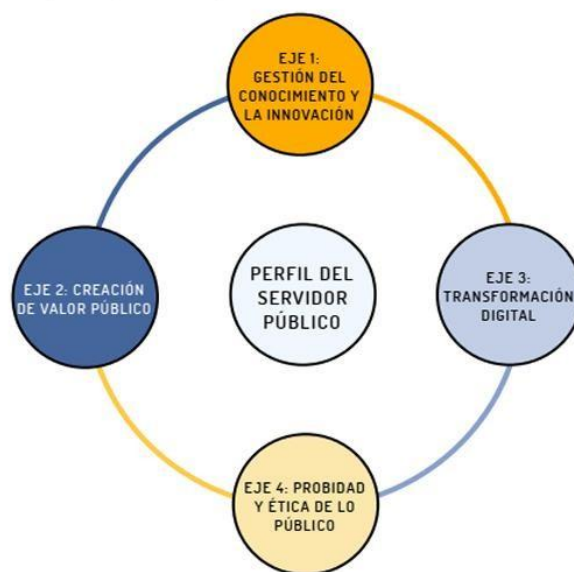 EJE 1:
GESTIÓN DEL
CONOCIMIENTO Y
LA INNOVACIÓN
EJE 2: CREACIÓN
DE VALOR PÚBLICO
PERFIL DEL
SERVIDOR
PÚBLICO
EJE 3:
TRANSFORMACIÓN
DIGITAL
EJE 4: PROBIDAD
Y ÉTICA DE LO
PÚBLICO